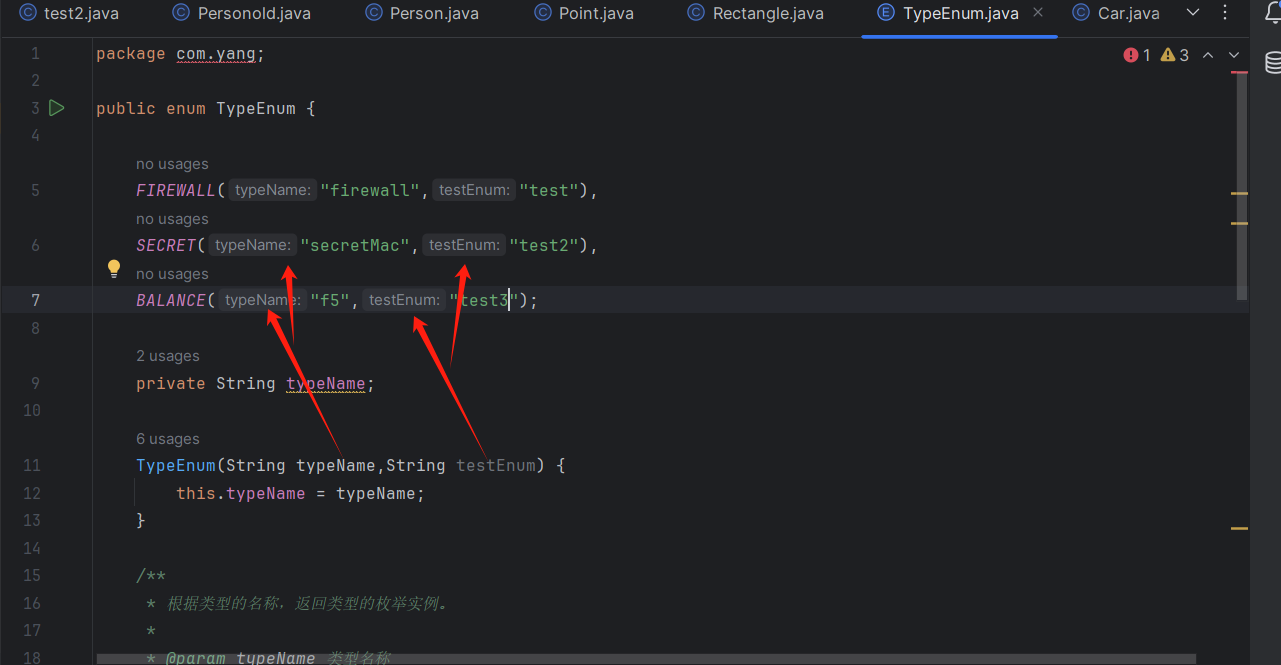 test2.java PersonoId.java Person.java Point.java Rectangle.java TypeEnum.java Car.java
1 package com.yang; 1 3
2
3 public enum TypeEnum {
4
no usages
5 FIREWALL( typeName: "firewall", testEnum: "test"),
no usages
6 SECRET( typeName: "secretMac", testEnum: "test2"),
no usages
7 BALANCE( typeName: "f5", testEnum: "test3");
8
2 usages
9 private String typeName;
10
6 usages
11 TypeEnum(String typeName,String testEnum) {
12 this.typeName = typeName;
13 }
14
15 /**
16 * 根据类型的名称，返回类型的枚举实例。
17 *
18 * @param typeName 类型名称